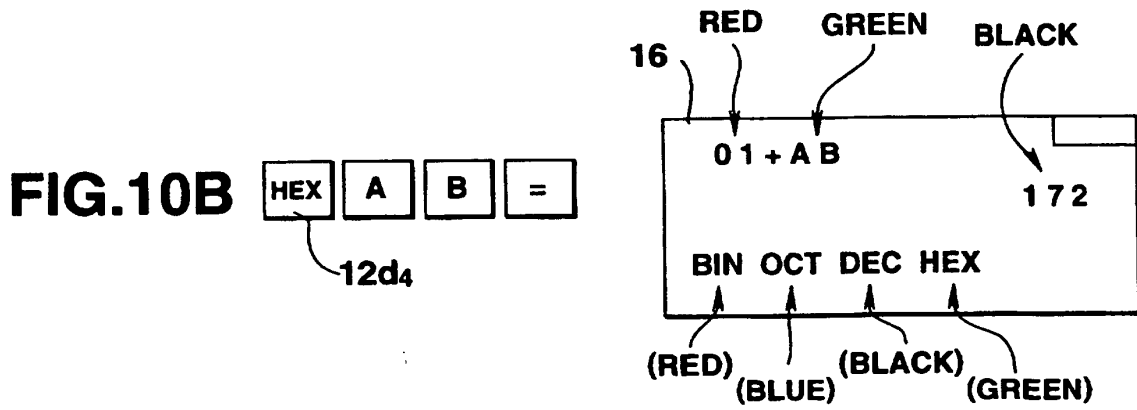 RED GREEN BLACK
16
01+AB
172
FIG.10B HEX A B =
12d4
BIN OCT DEC HEX
(RED) (BLUE) (BLACK) (GREEN)